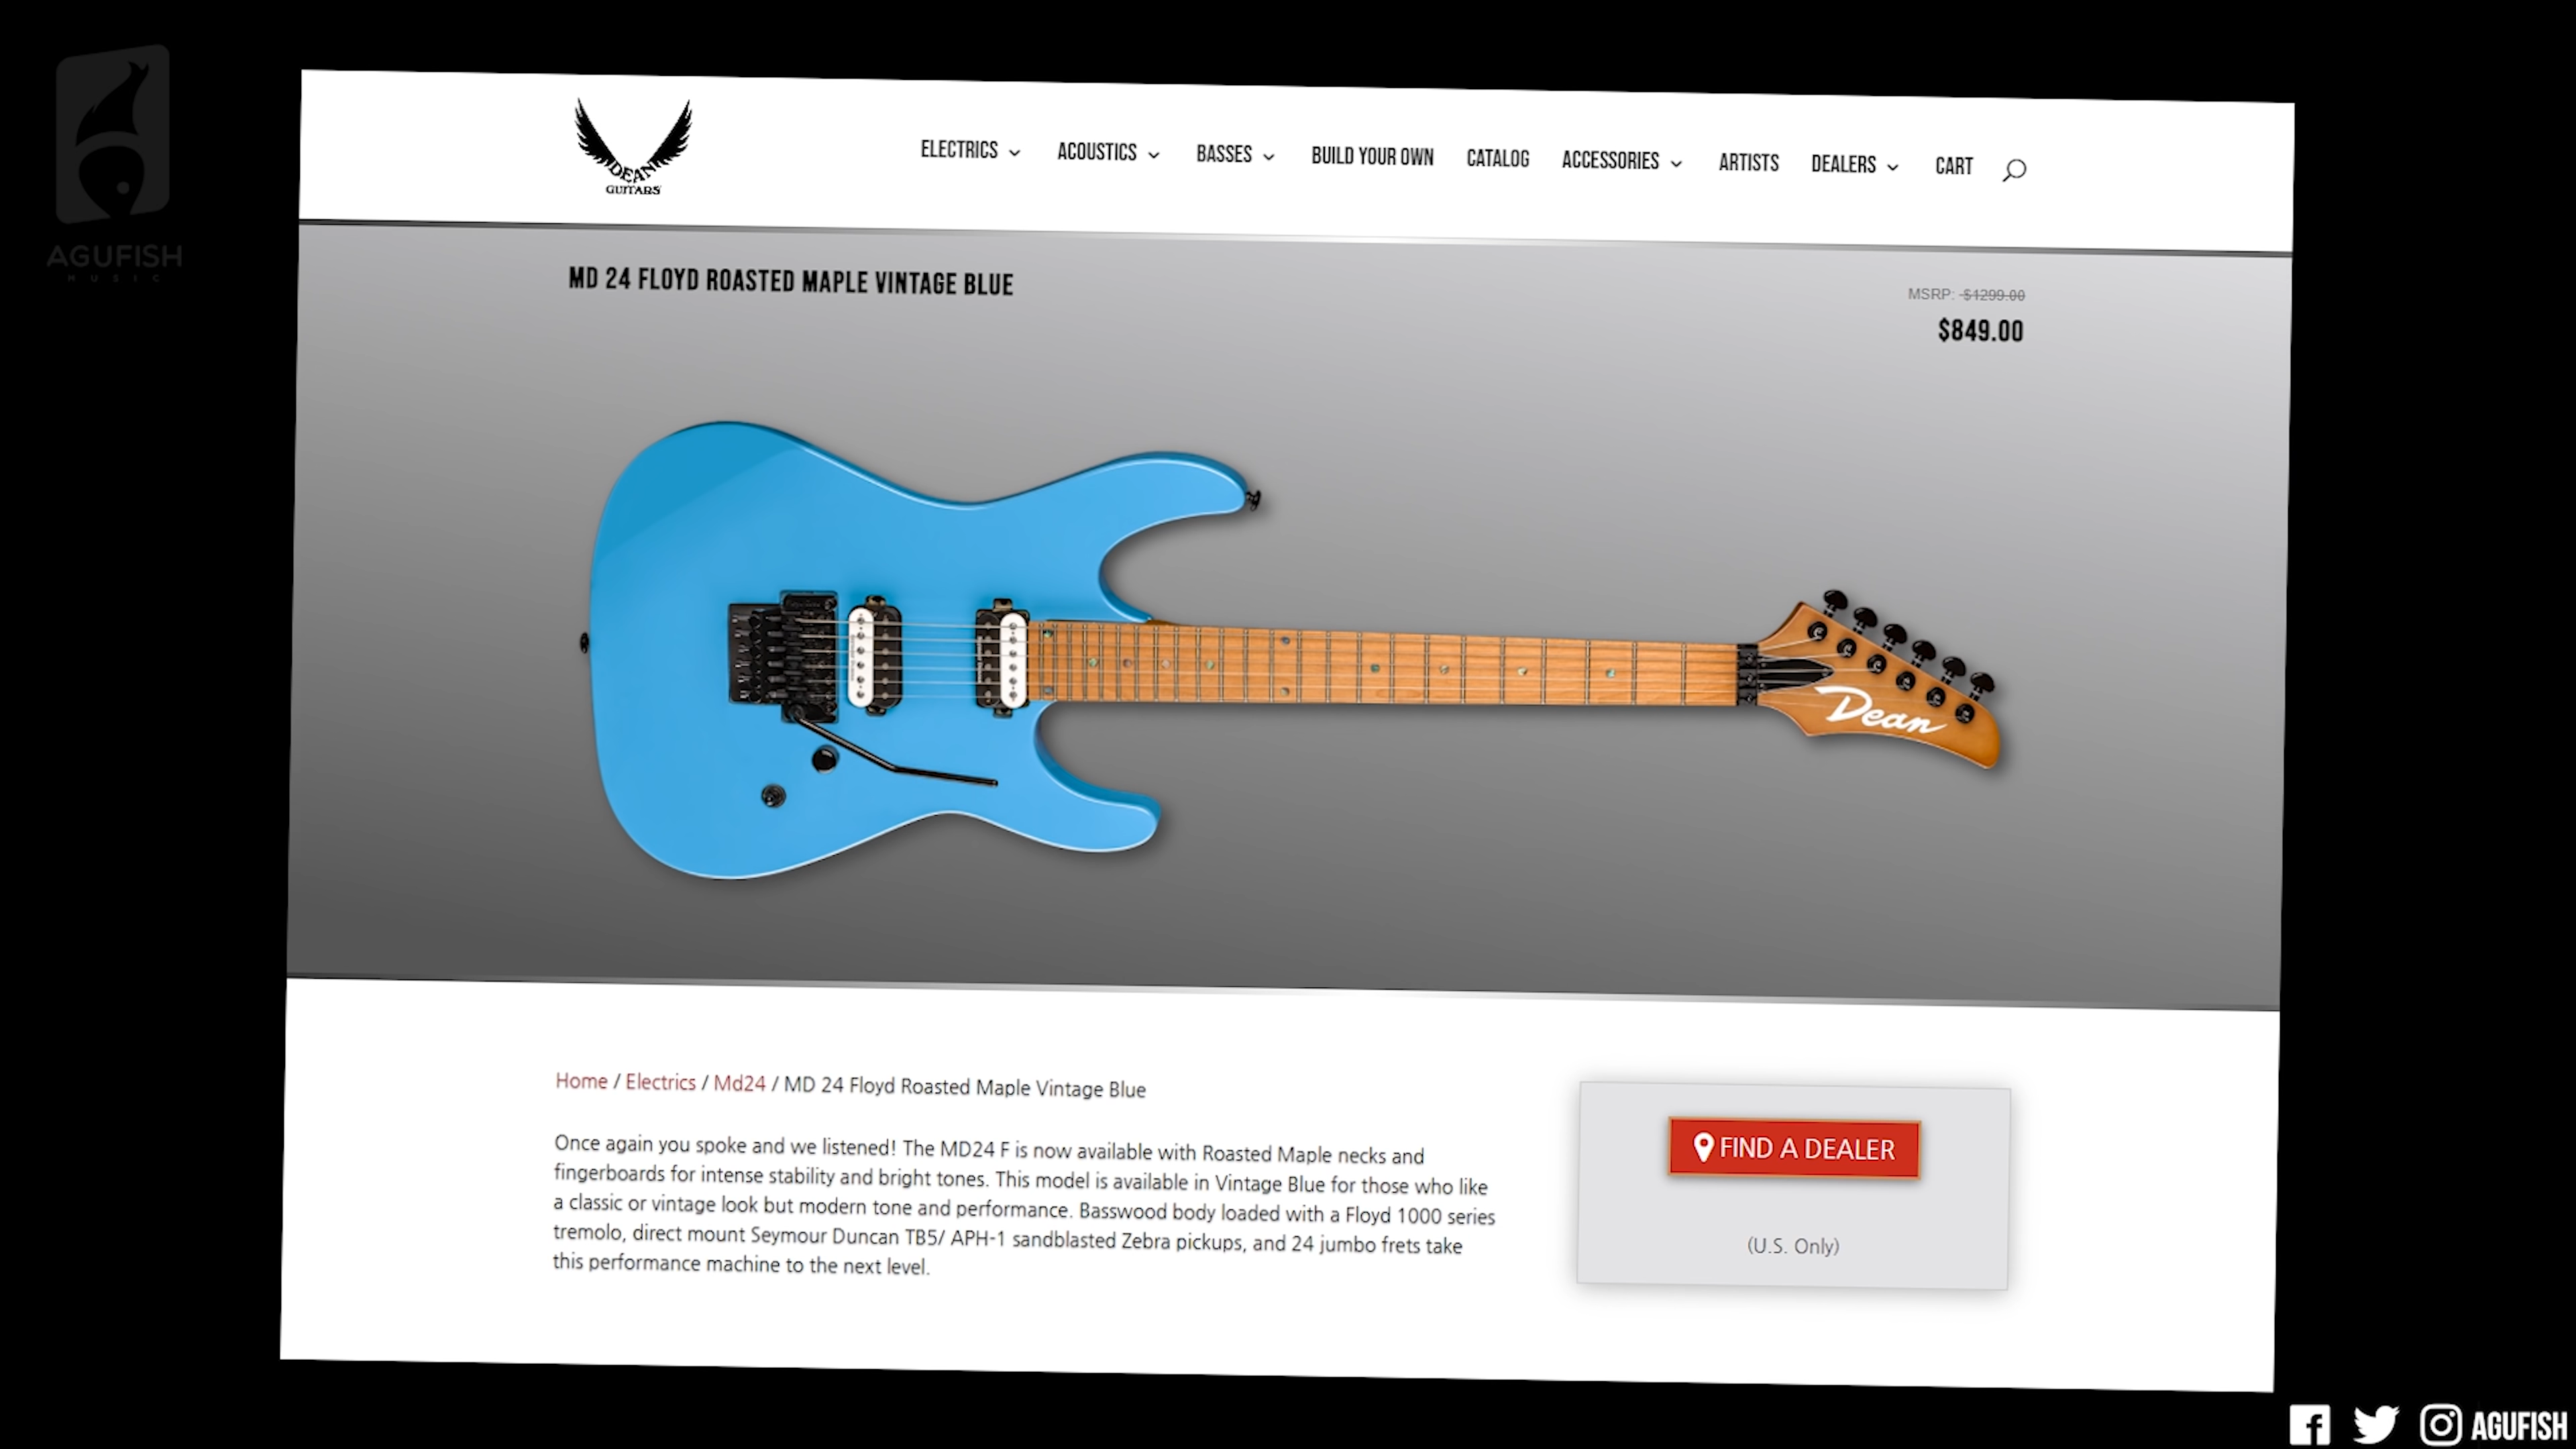 AGUFISH
MUSIC
DEAN
GUITARS
ELECTRICS ACOUSTICS BASSES BUILD YOUR OWN CATALOG ACCESSORIES ARTISTS DEALERS CART
MD 24 FLOYD ROASTED MAPLE VINTAGE BLUE
MSRP: $1299.00
$849.00
Dean
Home / Electrics / Md24 / MD 24 Floyd Roasted Maple Vintage Blue
Once again you spoke and we listened! The MD24 F is now available with Roasted Maple necks and
fingerboards for intense stability and bright tones. This model is available in Vintage Blue for those who like
a classic or vintage look but modern tone and performance. Basswood body loaded with a Floyd 1000 series
tremolo, direct mount Seymour Duncan TB5/ APH-1 sandblasted Zebra pickups, and 24 jumbo frets take
this performance machine to the next level.
FIND A DEALER
(U.S. Only)
AGUFISH